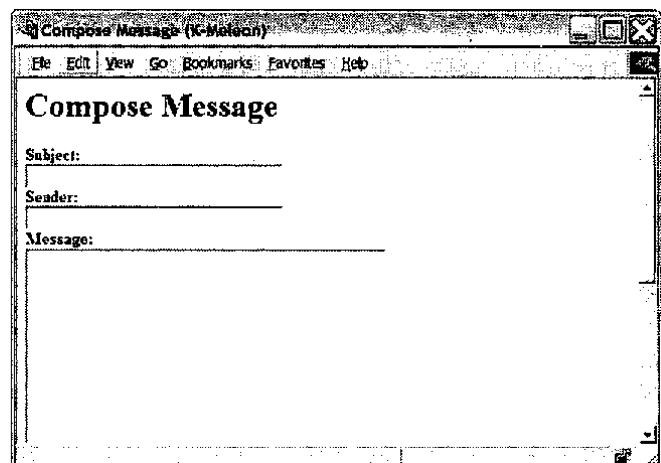 Compose Message (K-Meleon)
File Edit View Go Bookmarks Favorites Help
Compose Message
Subject:
Sender:
Message: